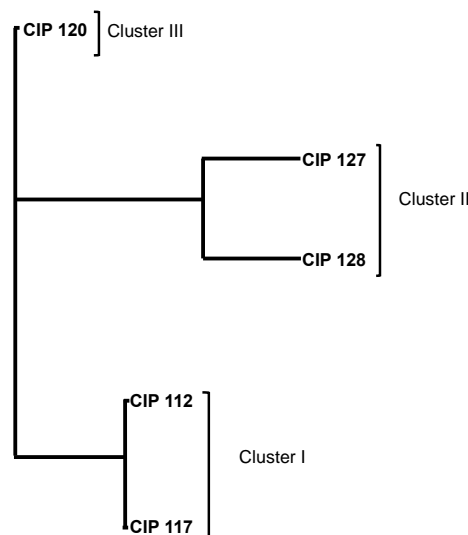 CIP 120 Cluster III
CIP 127
Cluster II
CIP 128
CIP 112
Cluster I
CIP 117